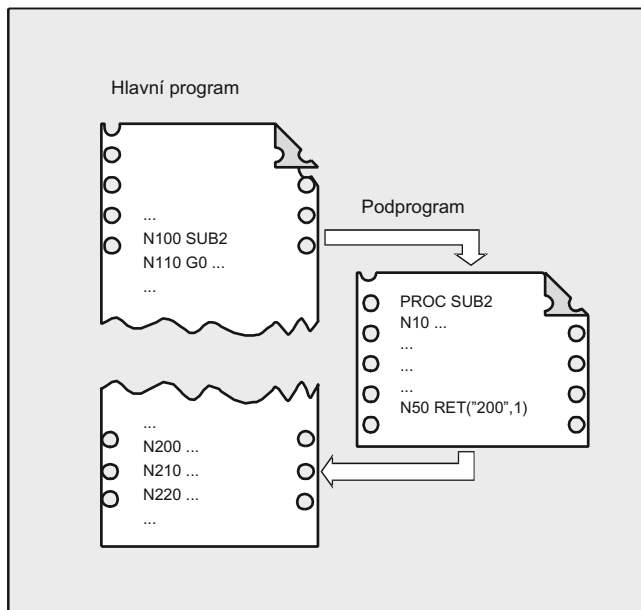 Hlavní program
...
N100 SUB2
N110 G0 ...
...
Podprogram
PROC SUB2
N10 ...
...
...
...
N50 RET("200",1)
...
N200 ...
N210 ...
N220 ...
...